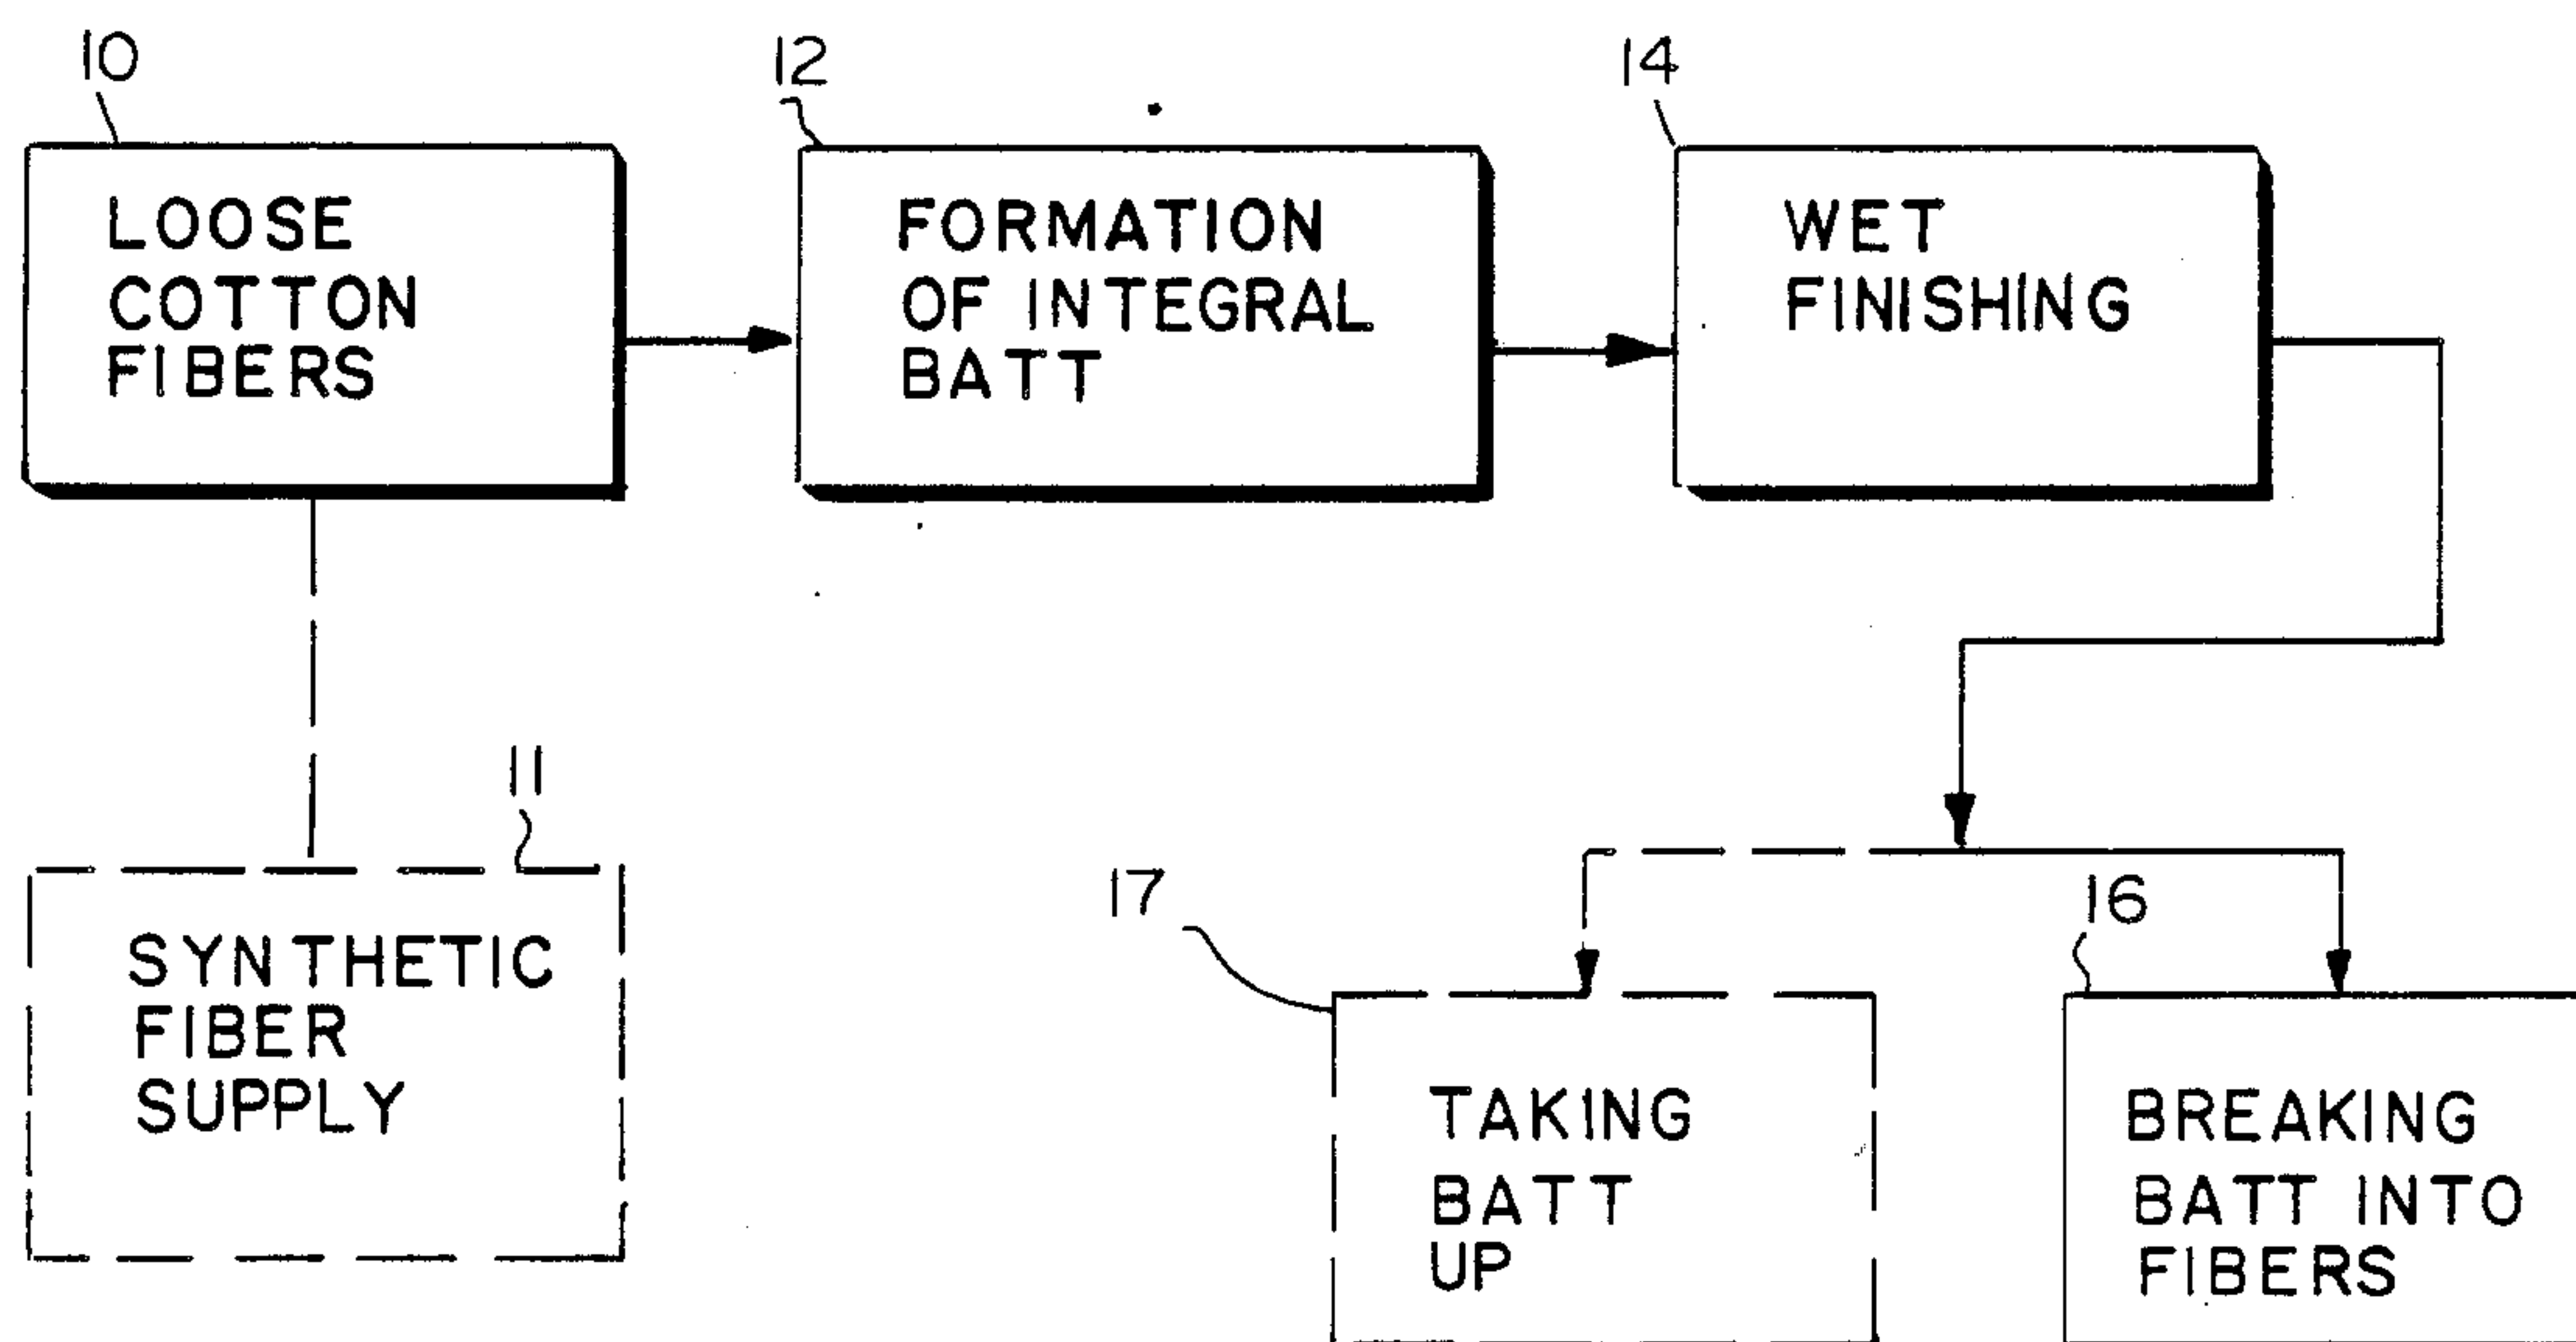 10
LOOSE
COTTON
FIBERS
12
FORMATION
OF INTEGRAL
BATT
14
WET
FINISHING
11
SYNTHETIC
FIBER
SUPPLY
17
TAKING
BATT
UP
16
BREAKING
BATT INTO
FIBERS